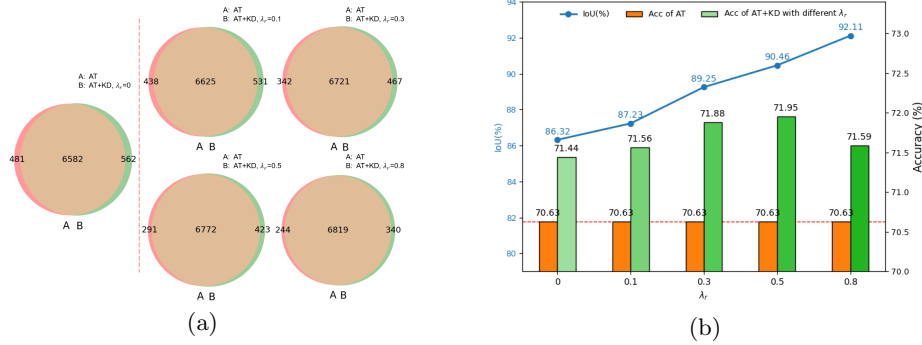 A: AT
B: AT+KD, λr=0
481 6582 562
A B
A: AT
B: AT+KD, λr=0.1
438 6625 531
A B
A: AT
B: AT+KD, λr=0.3
342 6721 467
A B
A: AT
B: AT+KD, λr=0.5
291 6772 423
A B
A: AT
B: AT+KD, λr=0.8
244 6819 340
A B
(a)
IoU(%) Acc of AT Acc of AT+KD with different λr
94
92
90
88
86
84
82
80
IoU(%)
86.32 87.23 89.25 90.46 92.11
71.44 71.56 71.88 71.95 71.59
70.63 70.63 70.63 70.63 70.63
73.0
72.5
72.0
71.5
71.0
70.5
70.0
Accuracy (%)
0 0.1 0.3 0.5 0.8
λr
(b)